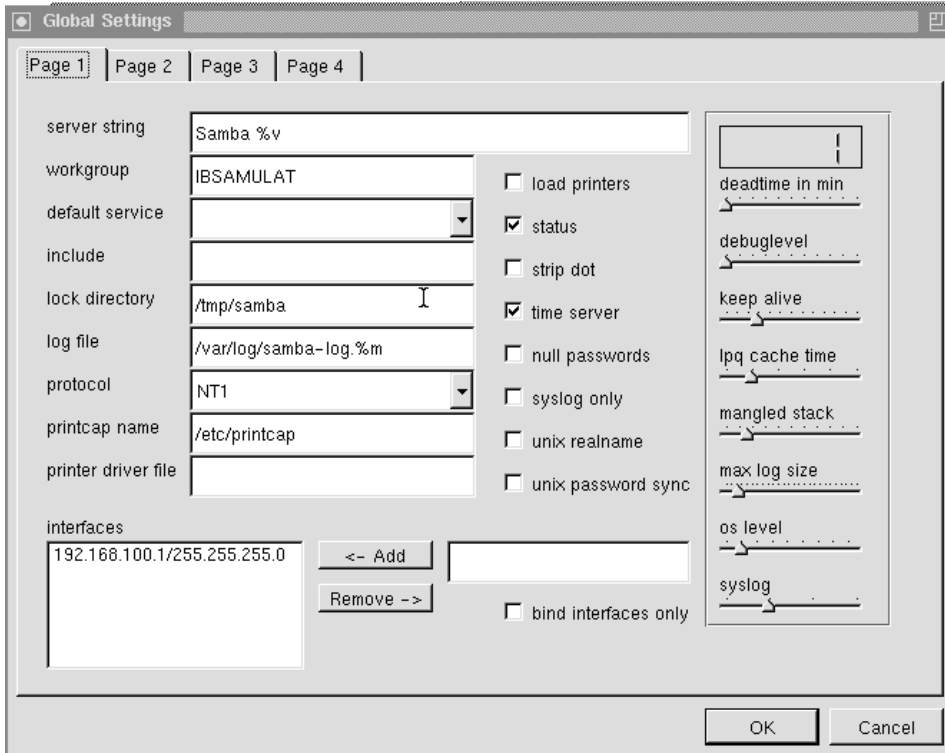 Global Settings
Page 1 Page 2 Page 3 Page 4
server string Samba %v
workgroup IBSAMULAT
default service
include
lock directory /tmp/samba
log file /var/log/samba-log.%m
protocol NT1
printcap name /etc/printcap
printer driver file
load printers
status
strip dot
time server
null passwords
syslog only
unix realname
unix password sync
1
deadtime in min
debuglevel
keep alive
lpq cache time
mangled stack
max log size
os level
syslog
interfaces
192.168.100.1/255.255.255.0
<- Add
Remove ->
bind interfaces only
OK Cancel